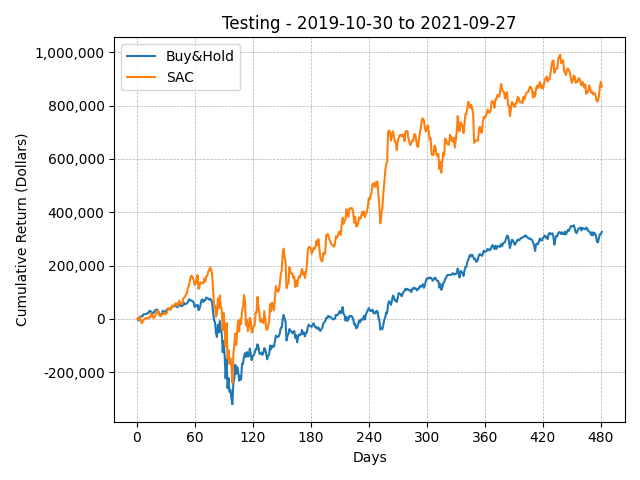 Testing - 2019-10-30 to 2021-09-27
Buy&Hold
SAC
Cumulative Return (Dollars)
1,000,000
800,000
600,000
400,000
200,000
0
-200,000
0 60 120 180 240 300 360 420 480
Days